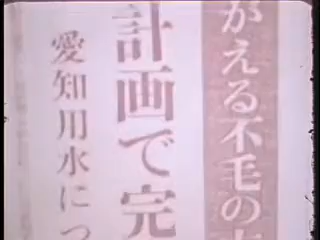 がえる不毛の
計画で完
愛知用水につ